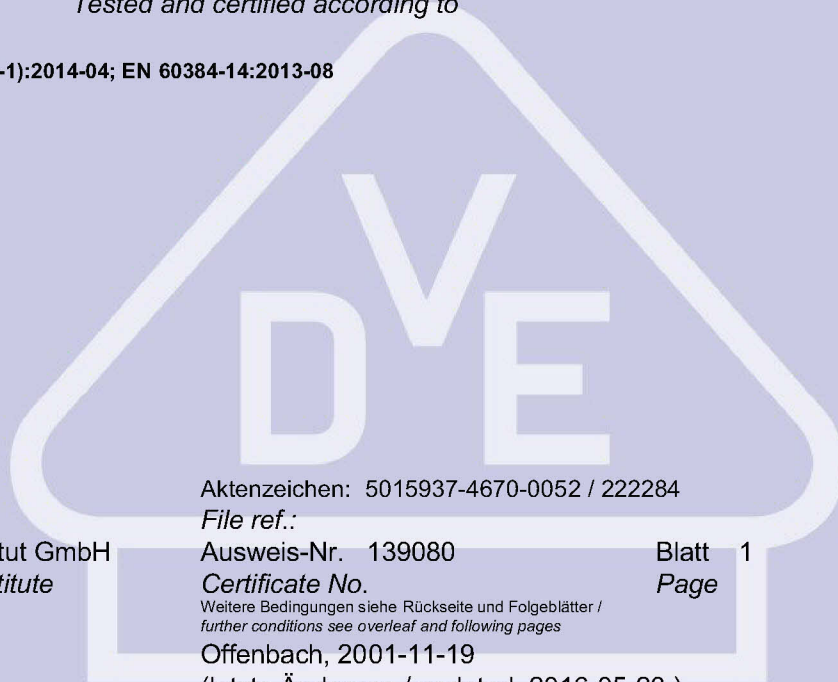 Tested and certified according to
-1):2014-04; EN 60384-14:2013-08
VDE
Aktenzeichen: 5015937-4670-0052 / 222284
File ref.:
tut GmbH Ausweis-Nr. 139080 Blatt 1
titute Certificate No. Page
Weitere Bedingungen siehe Rückseite und Folgeblätter /
further conditions see overleaf and following pages
Offenbach, 2001-11-19